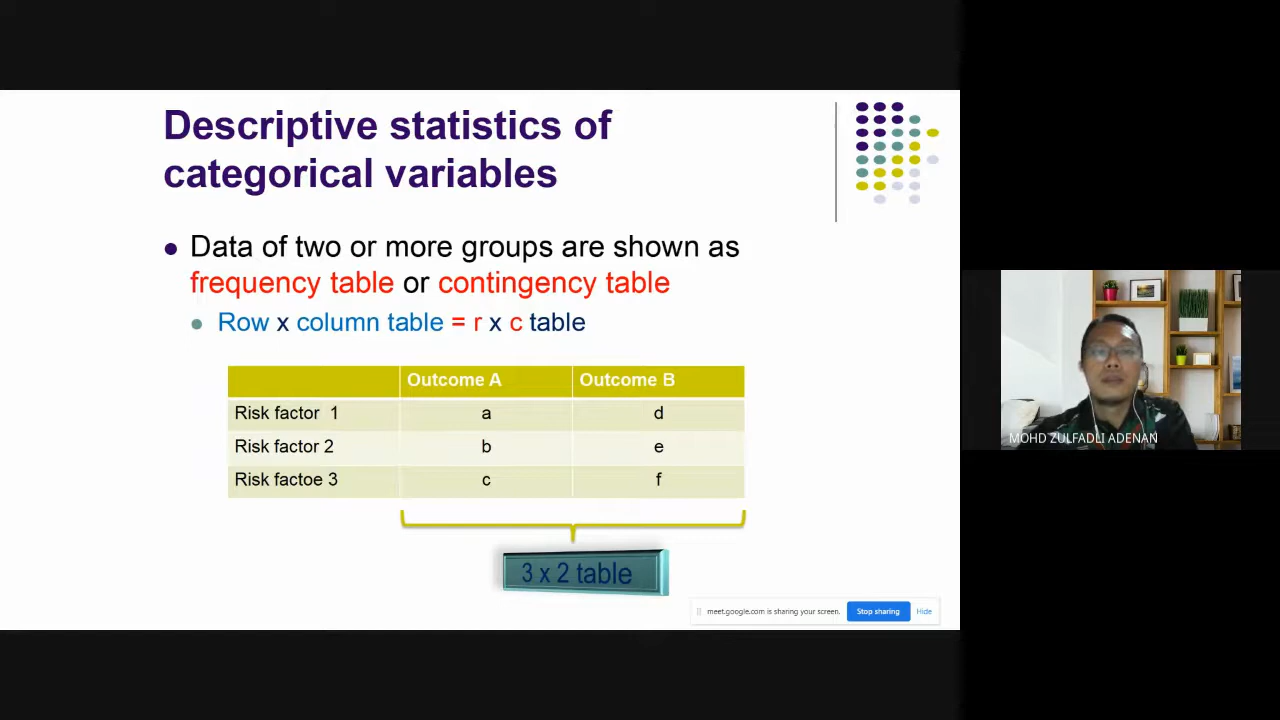 Descriptive statistics of
categorical variables
Data of two or more groups are shown as
frequency table or contingency table
Row x column table = r x c table
Outcome A Outcome B
Risk factor 1 a d
Risk factor 2 b e
Risk factoe 3 c f
3 x 2 table
meet.google.com is sharing your screen. Stop sharing Hide
MOHD ZULFADLI ADENAN